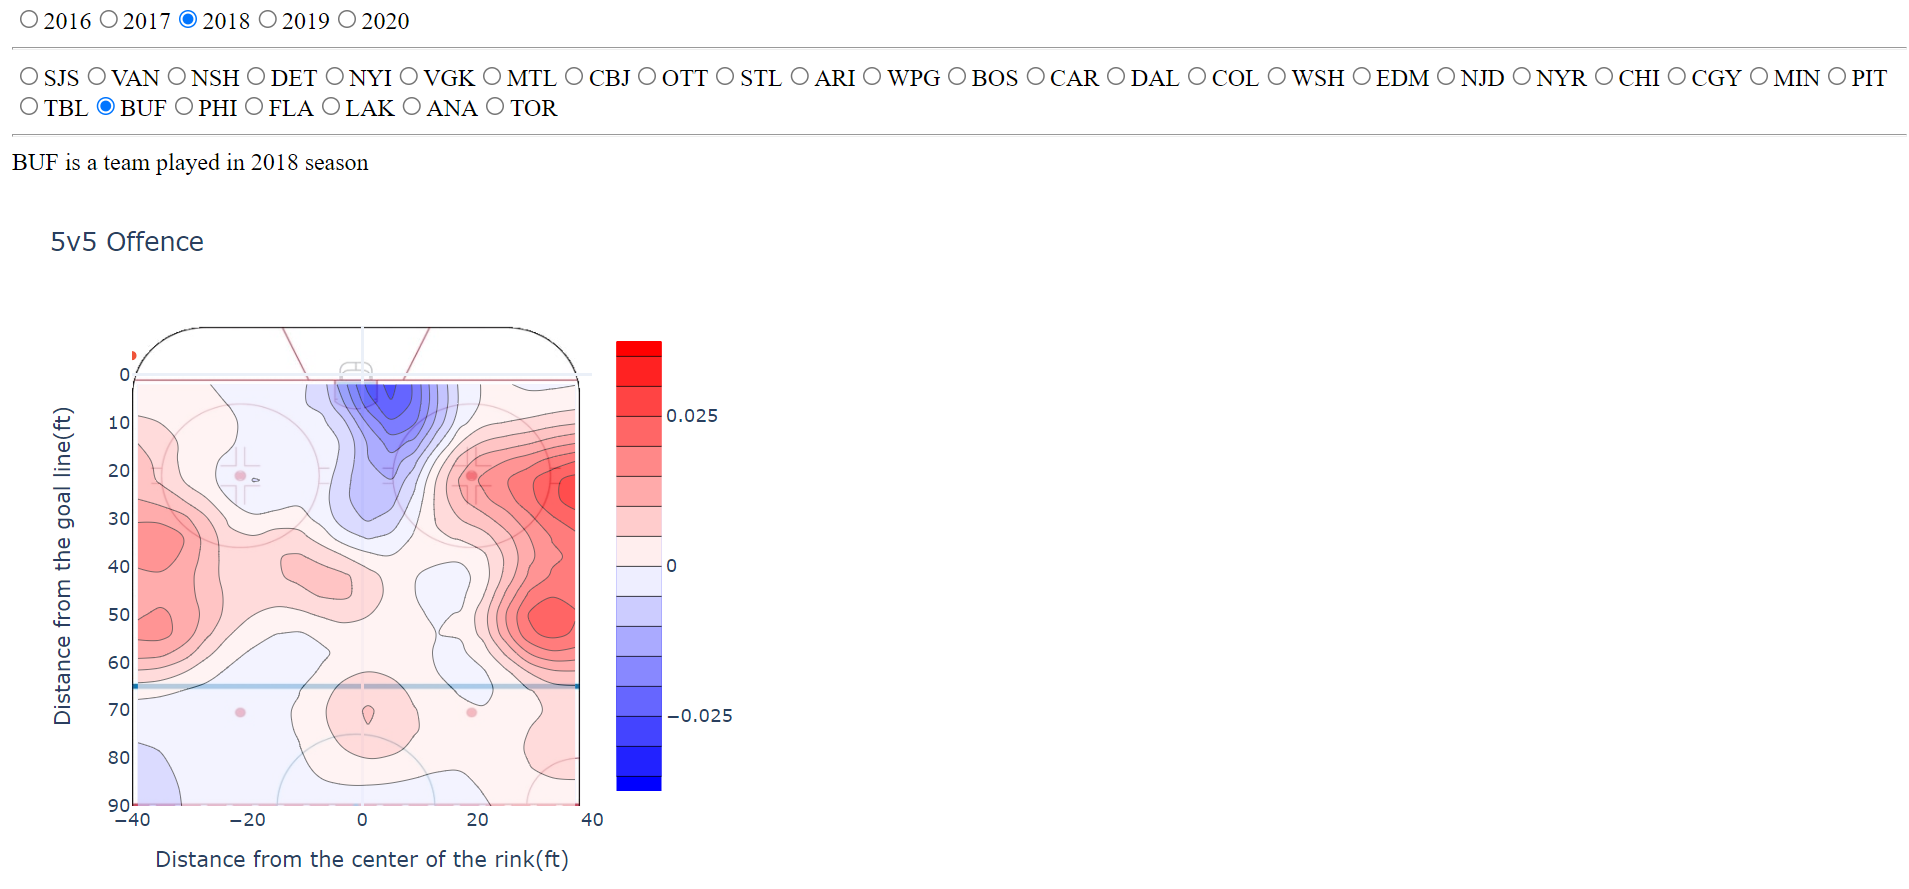 2016 2017 2018 2019 2020
SJS VAN NSH DET NYI VGK MTL CBJ OTT STL ARI WPG BOS CAR DAL COL WSH EDM NJD NYR CHI CGY MIN PIT
TBL BUF PHI FLA LAK ANA TOR
BUF is a team played in 2018 season
5v5 Offence
Distance from the goal line(ft)
0
10
20
30
40
50
60
70
80
90
−40 −20 0 20 40
Distance from the center of the rink(ft)
0.025
0
−0.025